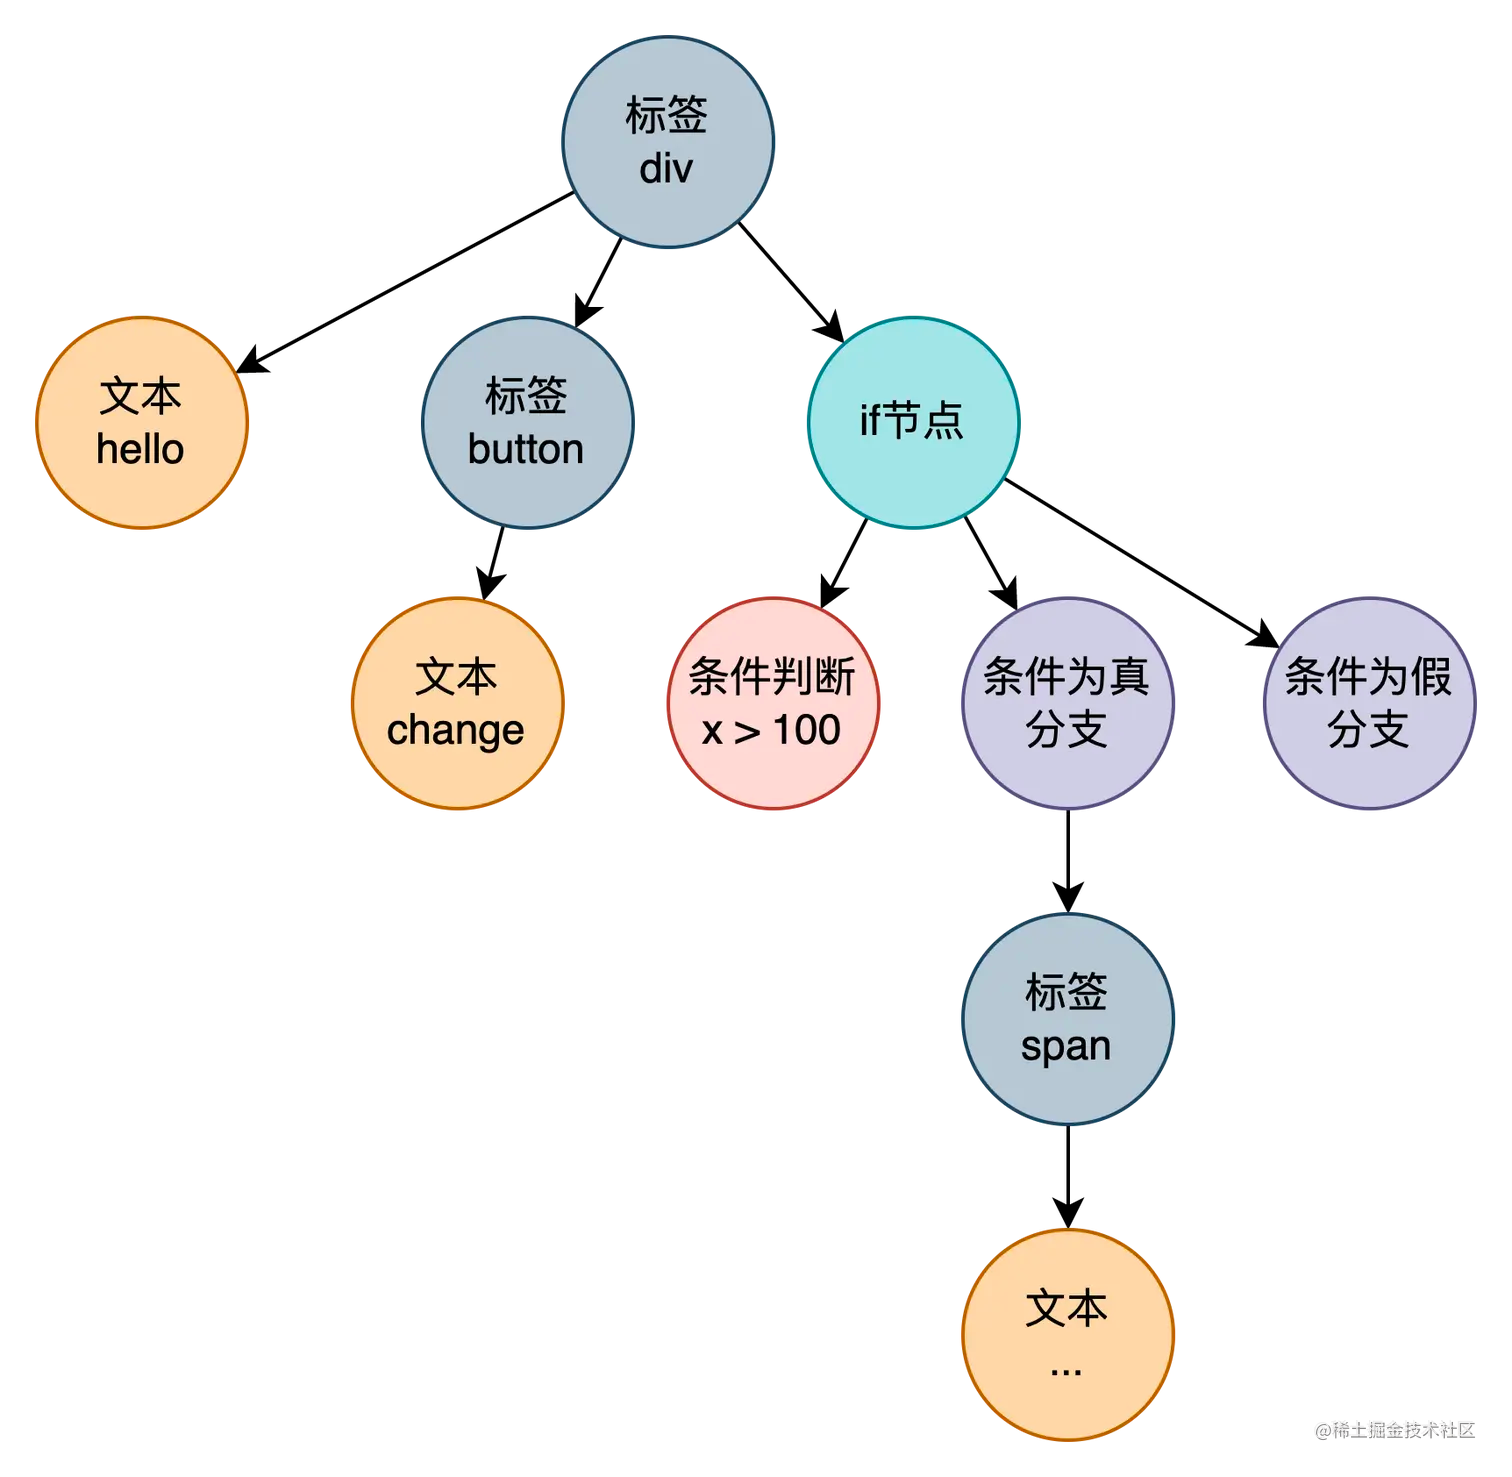 标签
div
文本
hello
标签
button
if节点
文本
change
条件判断
x > 100
条件为真
分支
条件为假
分支
标签
span
文本
...
@稀土掘金技术社区